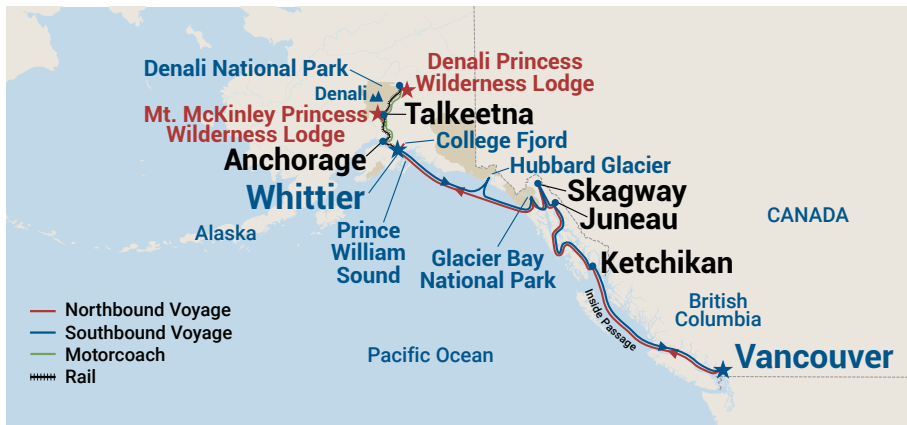 Denali National Park
Denali Princess
Wilderness Lodge
Denali
Mt. McKinley Princess
Wilderness Lodge
Talkeetna
College Fjord
Anchorage
Hubbard Glacier
Whittier
Skagway
Juneau
CANADA
Alaska
Prince
William
Sound
Glacier Bay
National Park
Ketchikan
Northbound Voyage
Southbound Voyage
Motorcoach
Rail
Inside Passage
British
Columbia
Pacific Ocean
Vancouver